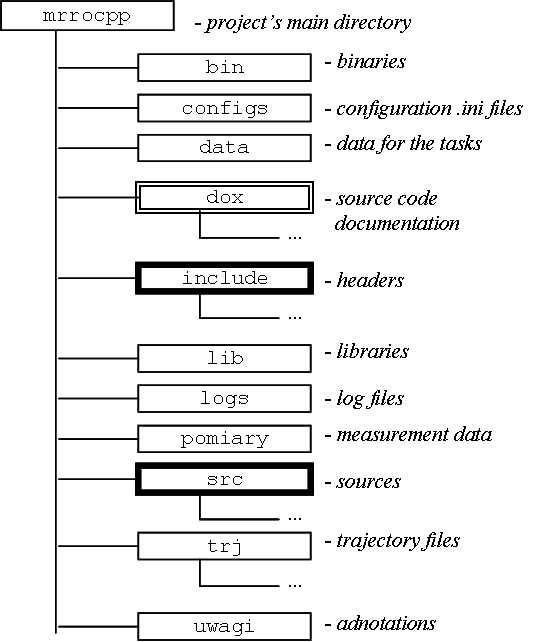 mrrocpp - project's main directory
bin - binaries
configs - configuration .ini files
data - data for the tasks
dox - source code
documentation
...
include - headers
...
lib - libraries
logs - log files
pomiary - measurement data
src - sources
...
trj - trajectory files
...
uwagi - adnotations